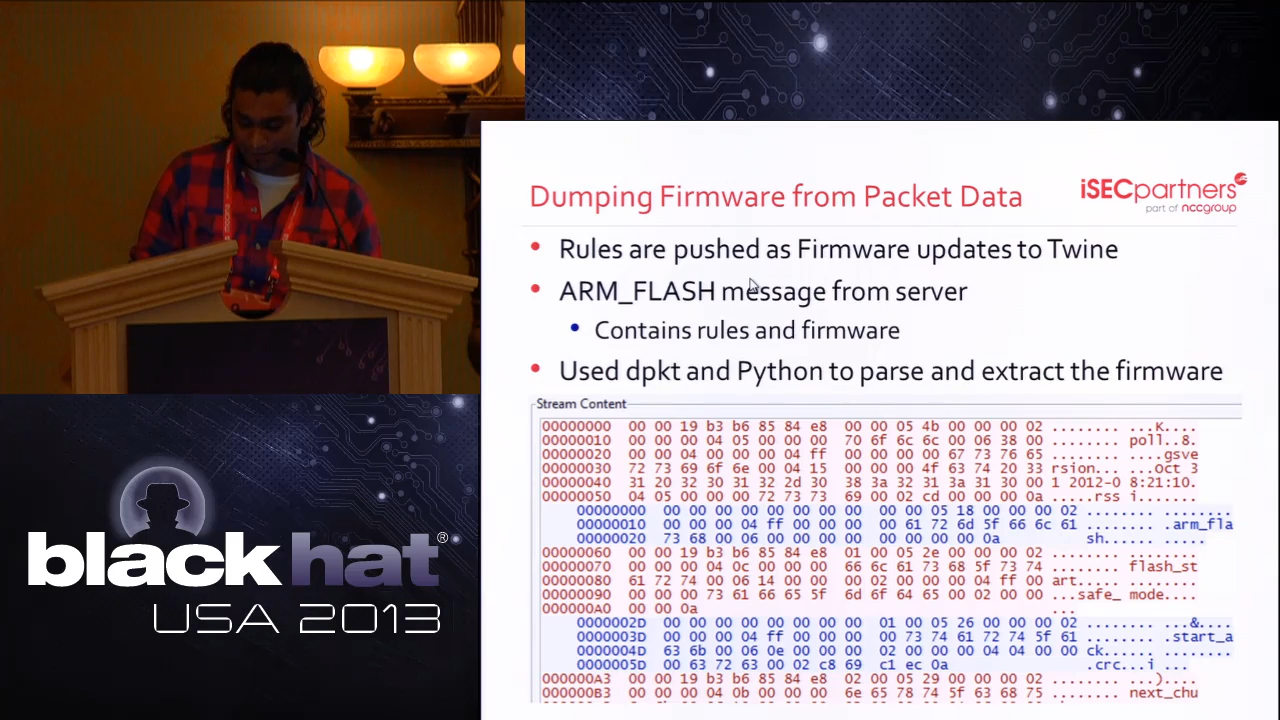 Dumping Firmware from Packet Data
iSECpartners
part of nccgroup
• Rules are pushed as Firmware updates to Twine
• ARM_FLASH message from server
• Contains rules and firmware
• Used dpkt and Python to parse and extract the firmware
Stream Content
00000000 00 00 19 b3 b6 85 84 e8 00 00 05 4b 00 00 00 02 ........ ...K....
00000010 00 00 00 04 05 00 00 00 70 6f 6c 6c 00 06 38 00 ........ poll..8.
00000020 00 00 04 00 00 00 04 ff 00 00 00 00 67 73 76 65 ........ ....gsve
00000030 72 73 69 6f 6e 00 04 15 00 00 00 4f 63 74 20 33 rsion... ...Oct 3
00000040 31 20 32 30 31 32 2d 30 38 3a 32 31 3a 31 30 00 1 2012-0 8:21:10.
00000050 04 05 00 00 00 72 73 73 69 00 02 cd 00 00 00 0a .....rss i.......
00000000 00 00 00 00 00 00 00 00 00 00 05 18 00 00 00 02 ........ ........
00000010 00 00 00 04 ff 00 00 00 00 61 72 6d 5f 66 6c 61 ........ .arm_fla
00000020 73 68 00 06 00 00 00 00 00 00 00 0a sh...... .....
00000060 00 00 19 b3 b6 85 84 e8 01 00 05 2e 00 00 00 02 ........ ........
00000070 00 00 00 04 0c 00 00 00 66 6c 61 73 68 5f 73 74 ........ flash_st
00000080 61 72 74 00 06 14 00 00 00 02 00 00 00 04 ff 00 art..... ........
00000090 00 00 00 73 61 66 65 5f 6d 6f 64 65 00 02 00 00 ...safe_ mode....
000000A0 00 00 0a ...
0000002D 00 00 00 00 00 00 00 00 01 00 05 26 00 00 00 02 ........ ...&....
0000003D 00 00 00 04 ff 00 00 00 00 73 74 61 72 74 5f 61 ........ .start_a
0000004D 63 6b 00 06 0e 00 00 00 02 00 00 00 04 04 00 00 ck...... ........
0000005D 00 63 72 63 00 02 c8 69 c1 ec 0a .crc...i ...
000000A3 00 00 19 b3 b6 85 84 e8 02 00 05 29 00 00 00 02 ........ ...)....
000000B3 00 00 00 04 0b 00 00 00 6e 65 78 74 5f 63 68 75 ........ next_chu
blackhat®
USA 2013